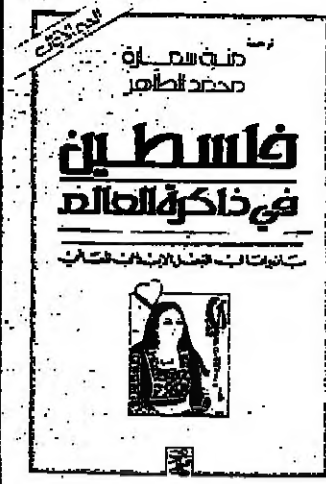 الجزء الأول
ترجمة
منية سمارة
محمد الظاهر
فلسطين
في ذاكرة العالم